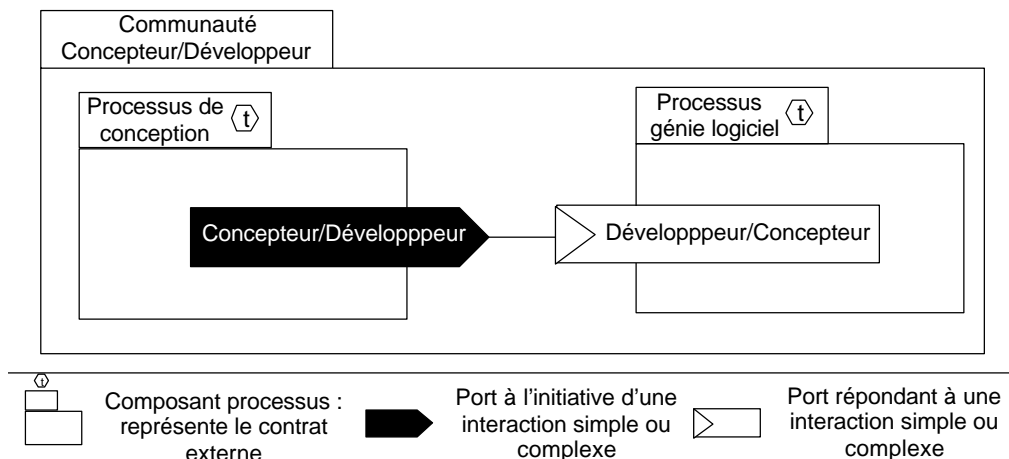 Communauté
Concepteur/Développeur
Processus de
conception
t
Processus
génie logiciel
t
Concepteur/Développpeur
Développpeur/Concepteur
t
Composant processus :
représente le contrat
externe
Port à l’initiative d’une
interaction simple ou
complexe
Port répondant à une
interaction simple ou
complexe